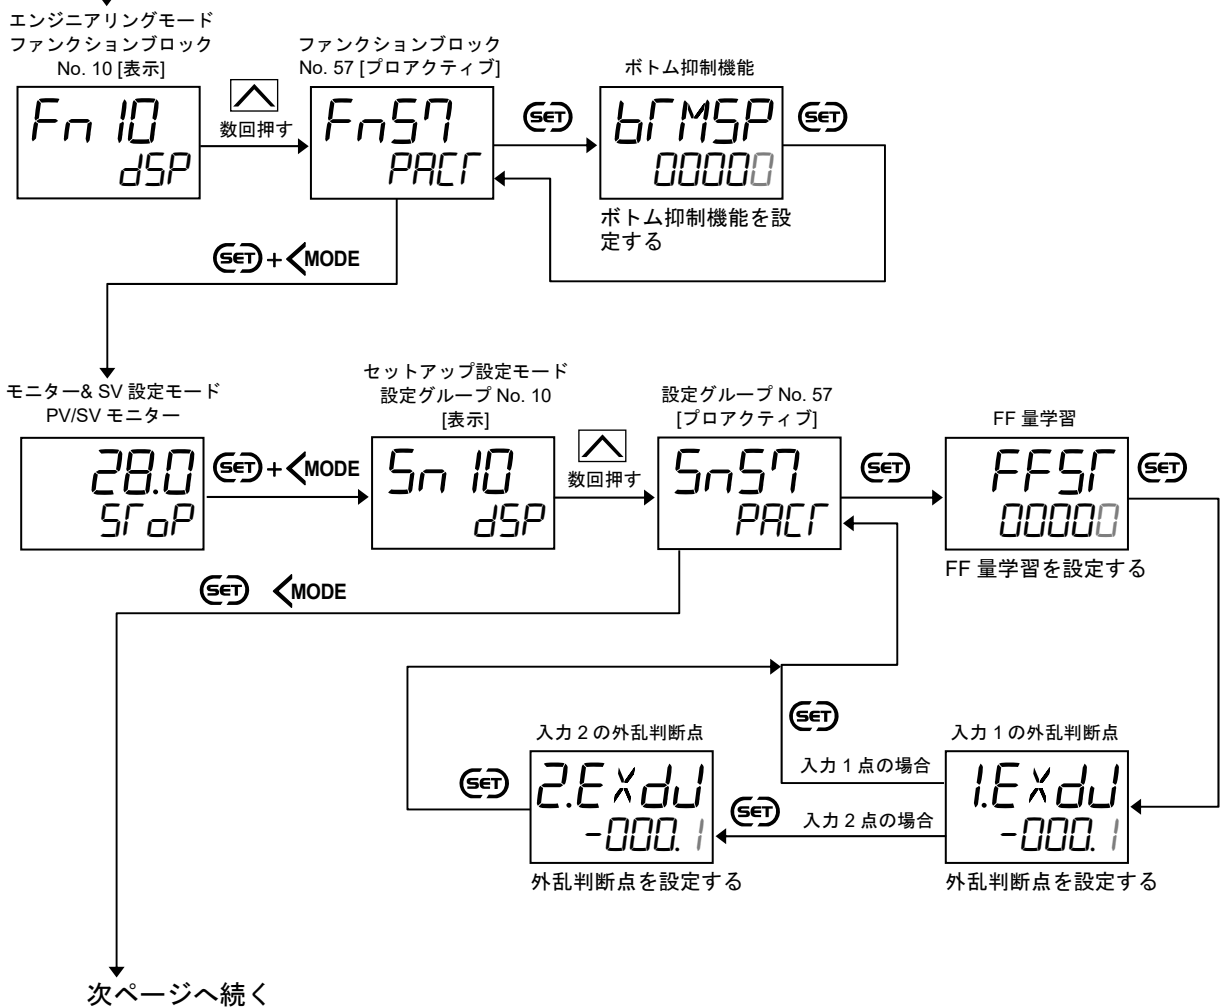 エンジニアリングモード
ファンクションブロック
No. 10 [表示]
Fn 10
dSP
数回押す
ファンクションブロック
No. 57 [プロアクティブ]
Fn57
PACT
SET
ボトム抑制機能
bTMSP
00000
SET
ボトム抑制機能を設
定する
SET + <MODE
モニター& SV 設定モード
PV/SV モニター
28.0
SToP
SET + <MODE
セットアップ設定モード
設定グループ No. 10
[表示]
Sn 10
dSP
数回押す
設定グループ No. 57
[プロアクティブ]
Sn57
PACT
SET
FF 量学習
FFST
00000
SET
FF 量学習を設定する
SET <MODE
SET
入力 1 の外乱判断点
1.EXdJ
-000.1
外乱判断点を設定する
入力 1 点の場合
SET
入力 2 点の場合
入力 2 の外乱判断点
2.EXdJ
-000.1
外乱判断点を設定する
SET
次ページへ続く